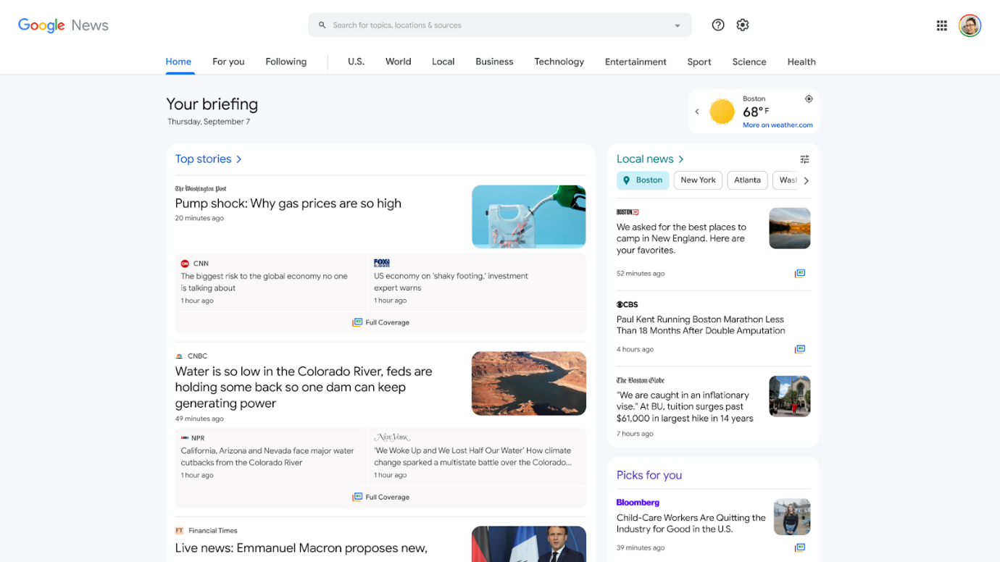 Google News
Search for topics, locations & sources
Home For you Following U.S. World Local Business Technology Entertainment Sport Science Health
Your briefing
Thursday, September 7
Boston
68° F
More on weather.com
Top stories
The Washington Post
Pump shock: Why gas prices are so high
20 minutes ago
CNN
The biggest risk to the global economy no one
is talking about
1 hour ago
FOX
BUSINESS
US economy on 'shaky footing,' investment
expert warns
1 hour ago
Full Coverage
CNBC
Water is so low in the Colorado River, feds are
holding some back so one dam can keep
generating power
49 minutes ago
NPR
California, Arizona and Nevada face major water
cutbacks from the Colorado River
1 hour ago
New York
'We Woke Up and We Lost Half Our Water' How climate
change sparked a multistate battle over the Colorado...
1 hour ago
Full Coverage
FT Financial Times
Live news: Emmanuel Macron proposes new,
Local news
Boston New York Atlanta Was
BOSTON
We asked for the best places to
camp in New England. Here are
your favorites.
52 minutes ago
CBS
Paul Kent Running Boston Marathon Less
Than 18 Months After Double Amputation
4 hours ago
The Boston Globe
"We are caught in an inflationary
vise." At BU, tuition surges past
$61,000 in largest hike in 14 years
7 hours ago
Picks for you
Bloomberg
Child-Care Workers Are Quitting the
Industry for Good in the U.S.
39 minutes ago